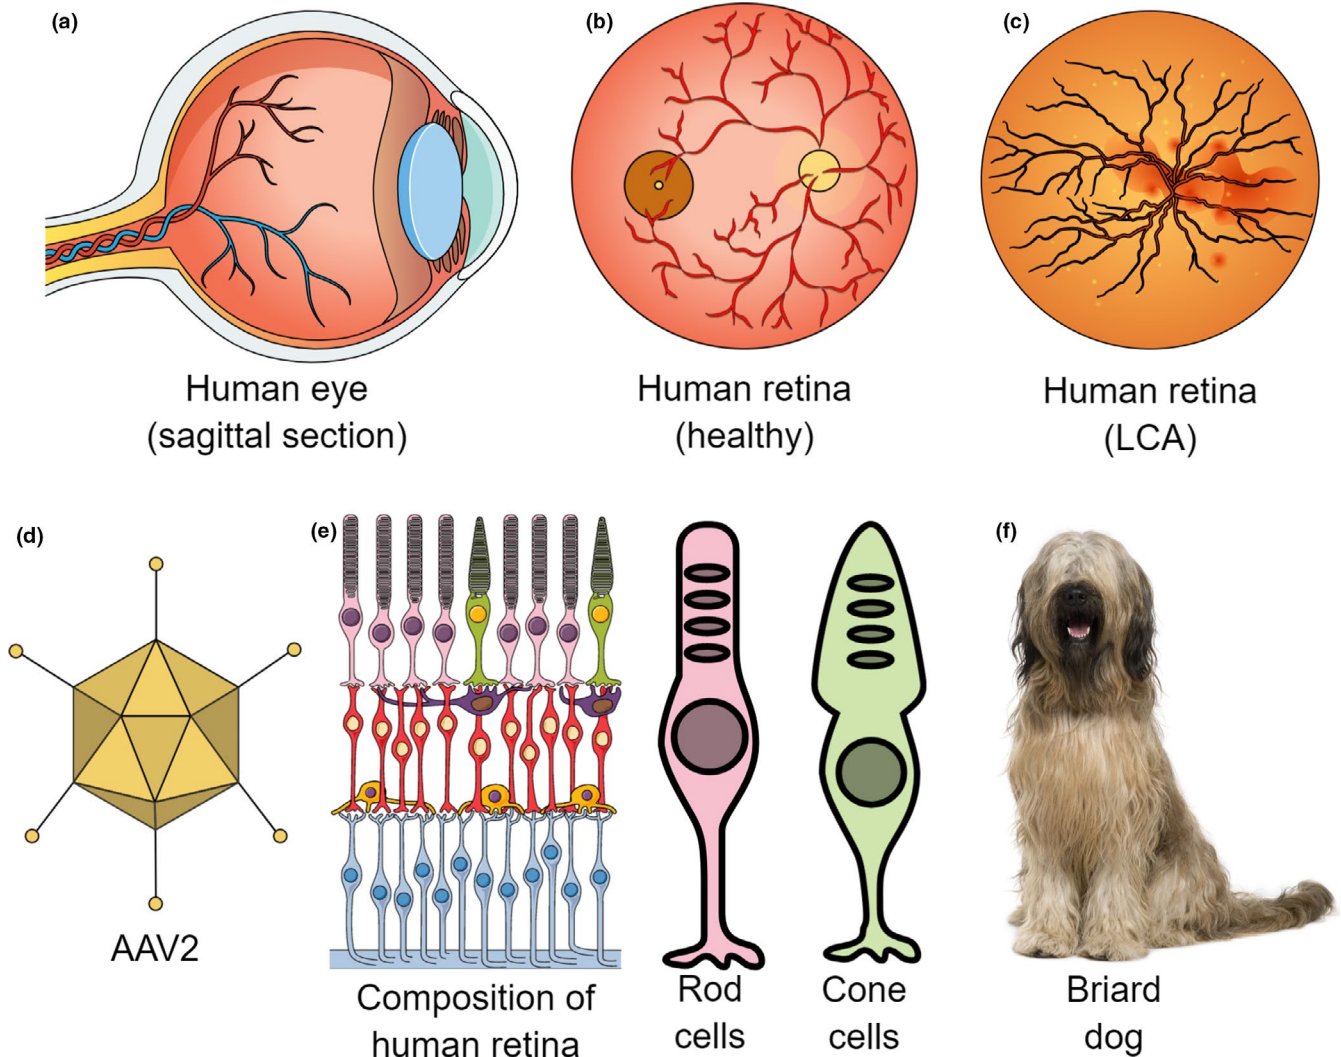 (a)
Human eye
(sagittal section)
(b)
Human retina
(healthy)
(c)
Human retina
(LCA)
(d)
AAV2
(e)
Composition of
human retina
Rod
cells
Cone
cells
(f)
Briard
dog